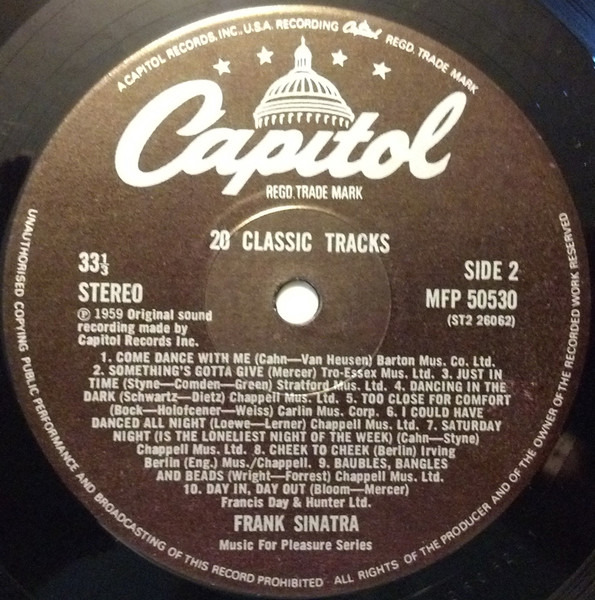 A CAPITOL RECORDS, INC., U.S.A. RECORDING Capitol REGD. TRADE MARK
Capitol
REGD. TRADE MARK
20 CLASSIC TRACKS
33⅓
STEREO
℗ 1959 Original sound
recording made by
Capitol Records Inc.
SIDE 2
MFP 50530
(ST2 26062)
1. COME DANCE WITH ME (Cahn—Van Heusen) Barton Mus. Co. Ltd.
2. SOMETHING'S GOTTA GIVE (Mercer) Tro-Essex Mus. Ltd. 3. JUST IN
TIME (Styne—Comden—Green) Stratford Mus. Ltd. 4. DANCING IN THE
DARK (Schwartz—Dietz) Chappell Mus. Ltd. 5. TOO CLOSE FOR COMFORT
(Bock—Holofcener—Weiss) Carlin Mus. Corp. 6. I COULD HAVE
DANCED ALL NIGHT (Loewe—Lerner) Chappell Mus. Ltd. 7. SATURDAY
NIGHT (IS THE LONELIEST NIGHT OF THE WEEK) (Cahn—Styne)
Chappell Mus. Ltd. 8. CHEEK TO CHEEK (Berlin) Irving
Berlin (Eng.) Mus./Chappell. 9. BAUBLES, BANGLES
AND BEADS (Wright—Forrest) Chappell Mus. Ltd.
10. DAY IN, DAY OUT (Bloom—Mercer)
Francis Day & Hunter Ltd.
FRANK SINATRA
Music For Pleasure Series
UNAUTHORISED COPYING PUBLIC PERFORMANCE AND BROADCASTING OF THIS RECORD PROHIBITED ALL RIGHTS OF THE PRODUCER AND OF THE OWNER OF THE RECORDED WORK RESERVED